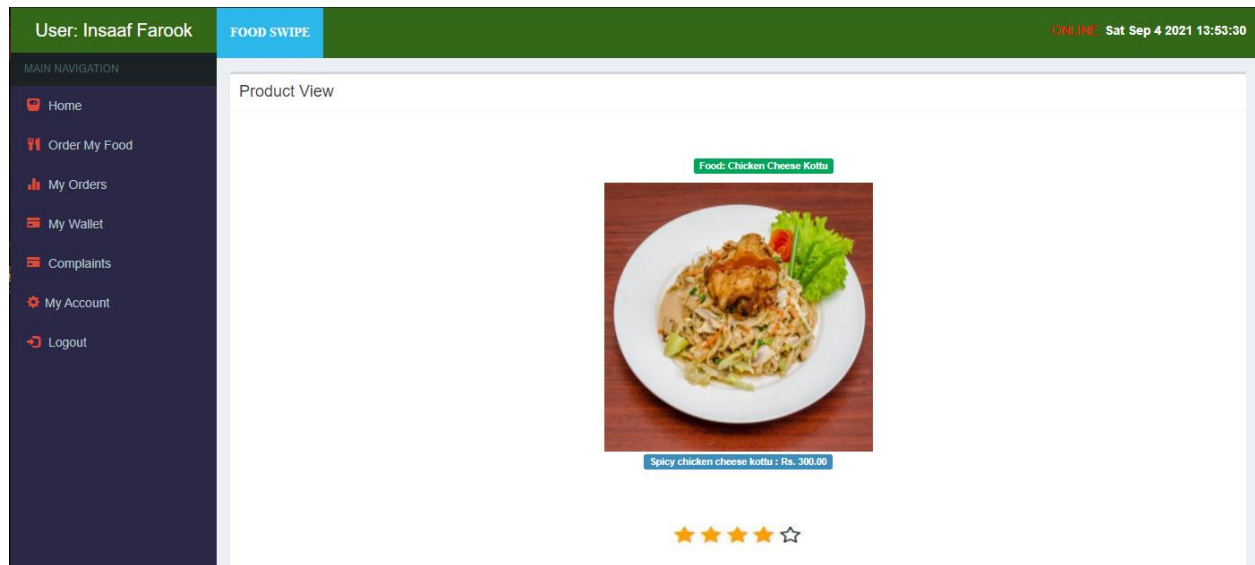 User: Insaaf Farook
FOOD SWIPE
ONLINE Sat Sep 4 2021 13:53:30
MAIN NAVIGATION
Home
Order My Food
My Orders
My Wallet
Complaints
My Account
Logout
Product View
Food: Chicken Cheese Kottu
Spicy chicken cheese kottu : Rs. 300.00